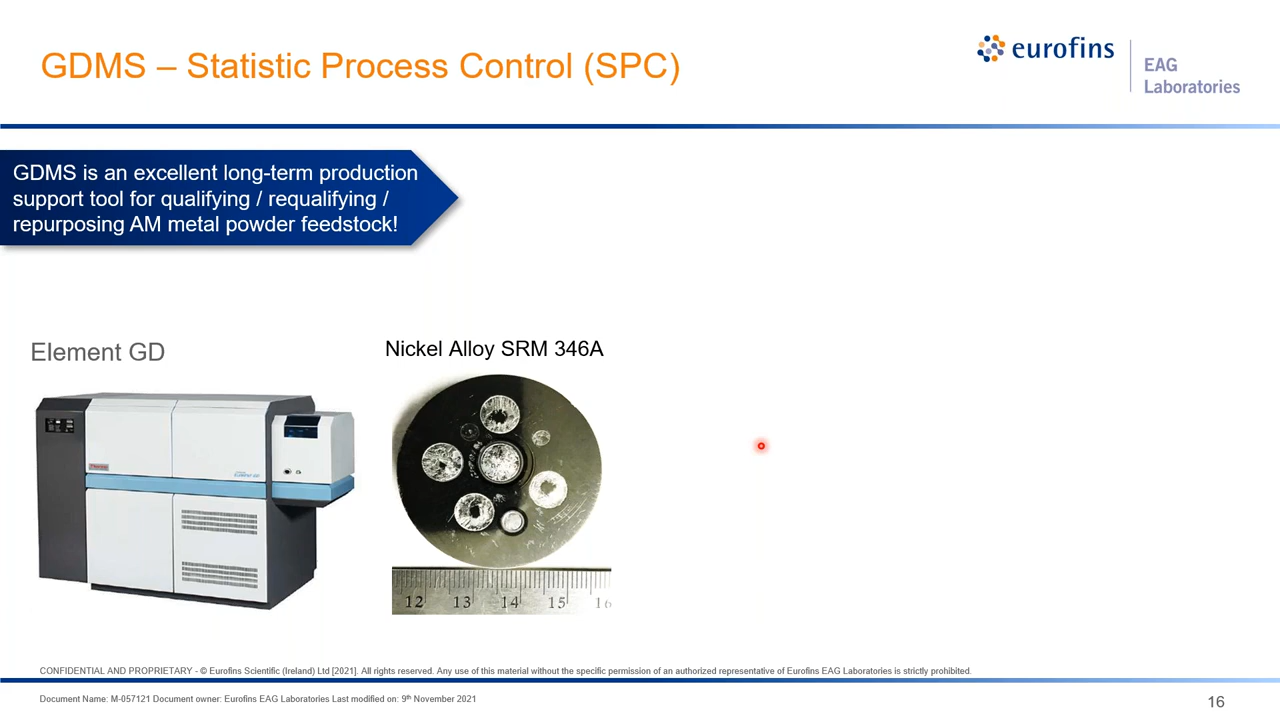 GDMS – Statistic Process Control (SPC)
eurofins
EAG
Laboratories
GDMS is an excellent long-term production
support tool for qualifying / requalifying /
repurposing AM metal powder feedstock!
Element GD
Nickel Alloy SRM 346A
12 13 14 15 16
CONFIDENTIAL AND PROPRIETARY - © Eurofins Scientific (Ireland) Ltd [2021]. All rights reserved. Any use of this material without the specific permission of an authorized representative of Eurofins EAG Laboratories is strictly prohibited.
Document Name: M-057121 Document owner: Eurofins EAG Laboratories Last modified on: 9th November 2021
16